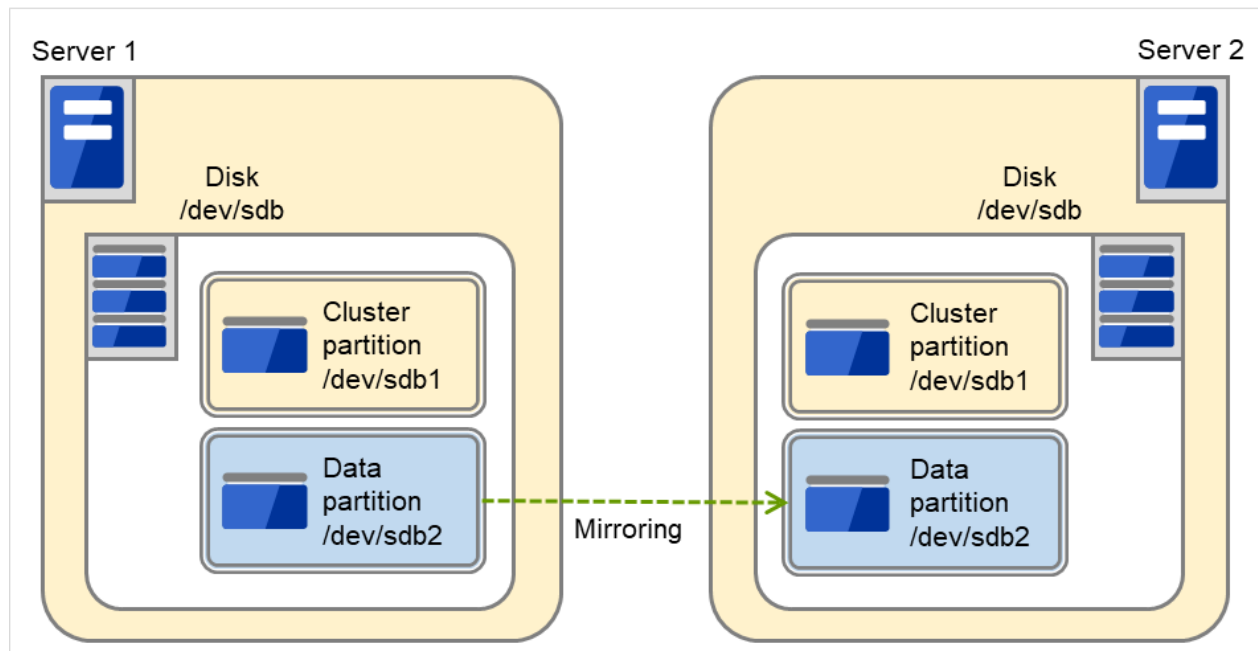 Server 1
Server 2
Disk
/dev/sdb
Disk
/dev/sdb
Cluster
partition
/dev/sdb1
Cluster
partition
/dev/sdb1
Data
partition
/dev/sdb2
Mirroring
Data
partition
/dev/sdb2